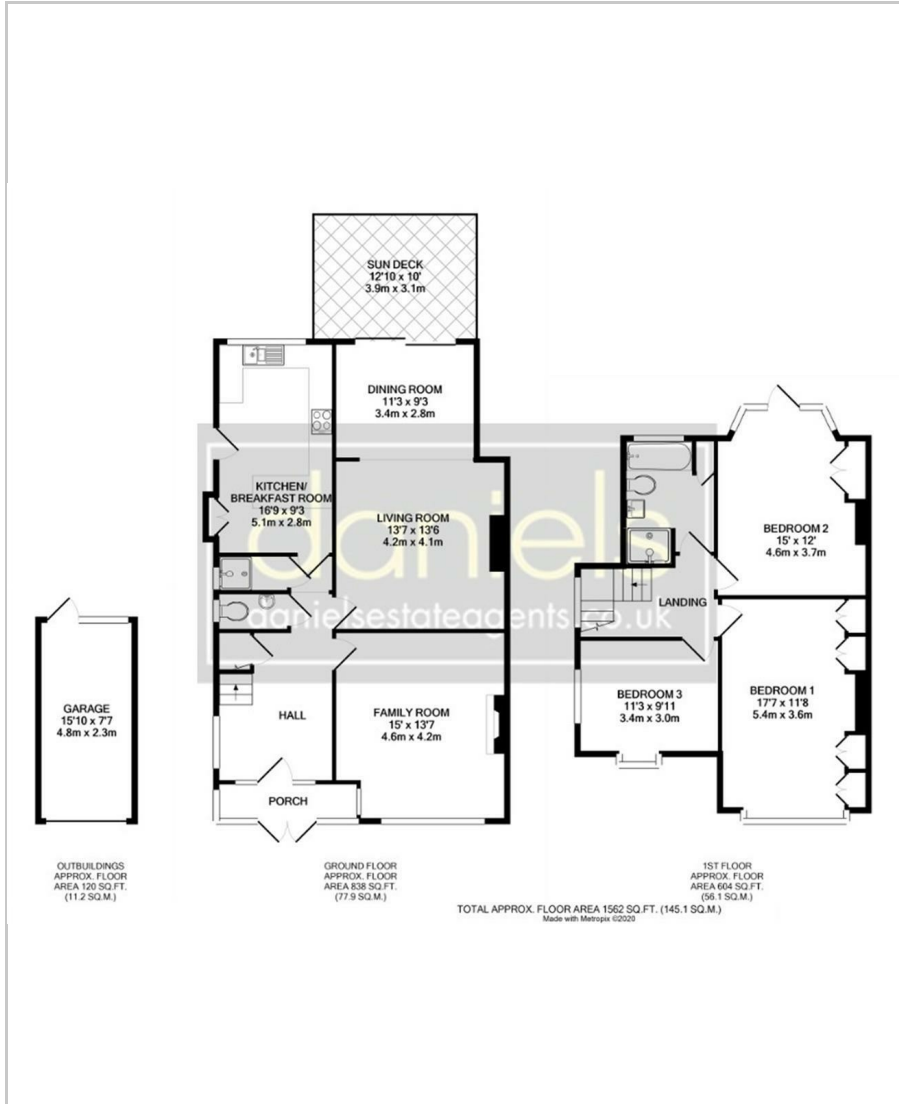 SUN DECK
12'10 x 10'
3.9m x 3.1m
DINING ROOM
11'3 x 9'3
3.4m x 2.8m
KITCHEN/
BREAKFAST ROOM
16'9 x 9'3
5.1m x 2.8m
LIVING ROOM
13'7 x 13'6
4.2m x 4.1m
BEDROOM 2
15' x 12'
4.6m x 3.7m
daniels
LANDING
danielsestateagents.co.uk
GARAGE
15'10 x 7'7
4.8m x 2.3m
HALL
FAMILY ROOM
15' x 13'7
4.6m x 4.2m
BEDROOM 3
11'3 x 9'11
3.4m x 3.0m
BEDROOM 1
17'7 x 11'8
5.4m x 3.6m
PORCH
OUTBUILDINGS
APPROX. FLOOR
AREA 120 SQ.FT.
(11.2 SQ.M.)
GROUND FLOOR
APPROX. FLOOR
AREA 838 SQ.FT.
(77.9 SQ.M.)
1ST FLOOR
APPROX. FLOOR
AREA 604 SQ.FT.
(56.1 SQ.M.)
TOTAL APPROX. FLOOR AREA 1562 SQ.FT. (145.1 SQ.M.)
Made with Metropix ©2020